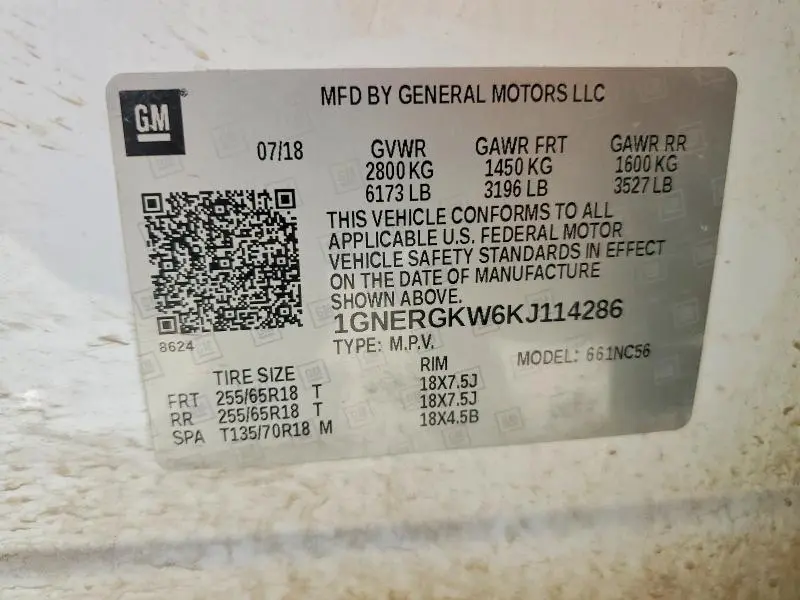 GM
MFD BY GENERAL MOTORS LLC
07/18 GVWR GAWR FRT GAWR RR
2800 KG 1450 KG 1600 KG
6173 LB 3196 LB 3527 LB
THIS VEHICLE CONFORMS TO ALL
APPLICABLE U.S. FEDERAL MOTOR
VEHICLE SAFETY STANDARDS IN EFFECT
ON THE DATE OF MANUFACTURE
SHOWN ABOVE.
1GNERGKW6KJ114286
8624
TYPE: M.P.V. MODEL: 661NC56
TIRE SIZE RIM
FRT 255/65R18 T 18X7.5J
RR 255/65R18 T 18X7.5J
SPA T135/70R18 M 18X4.5B